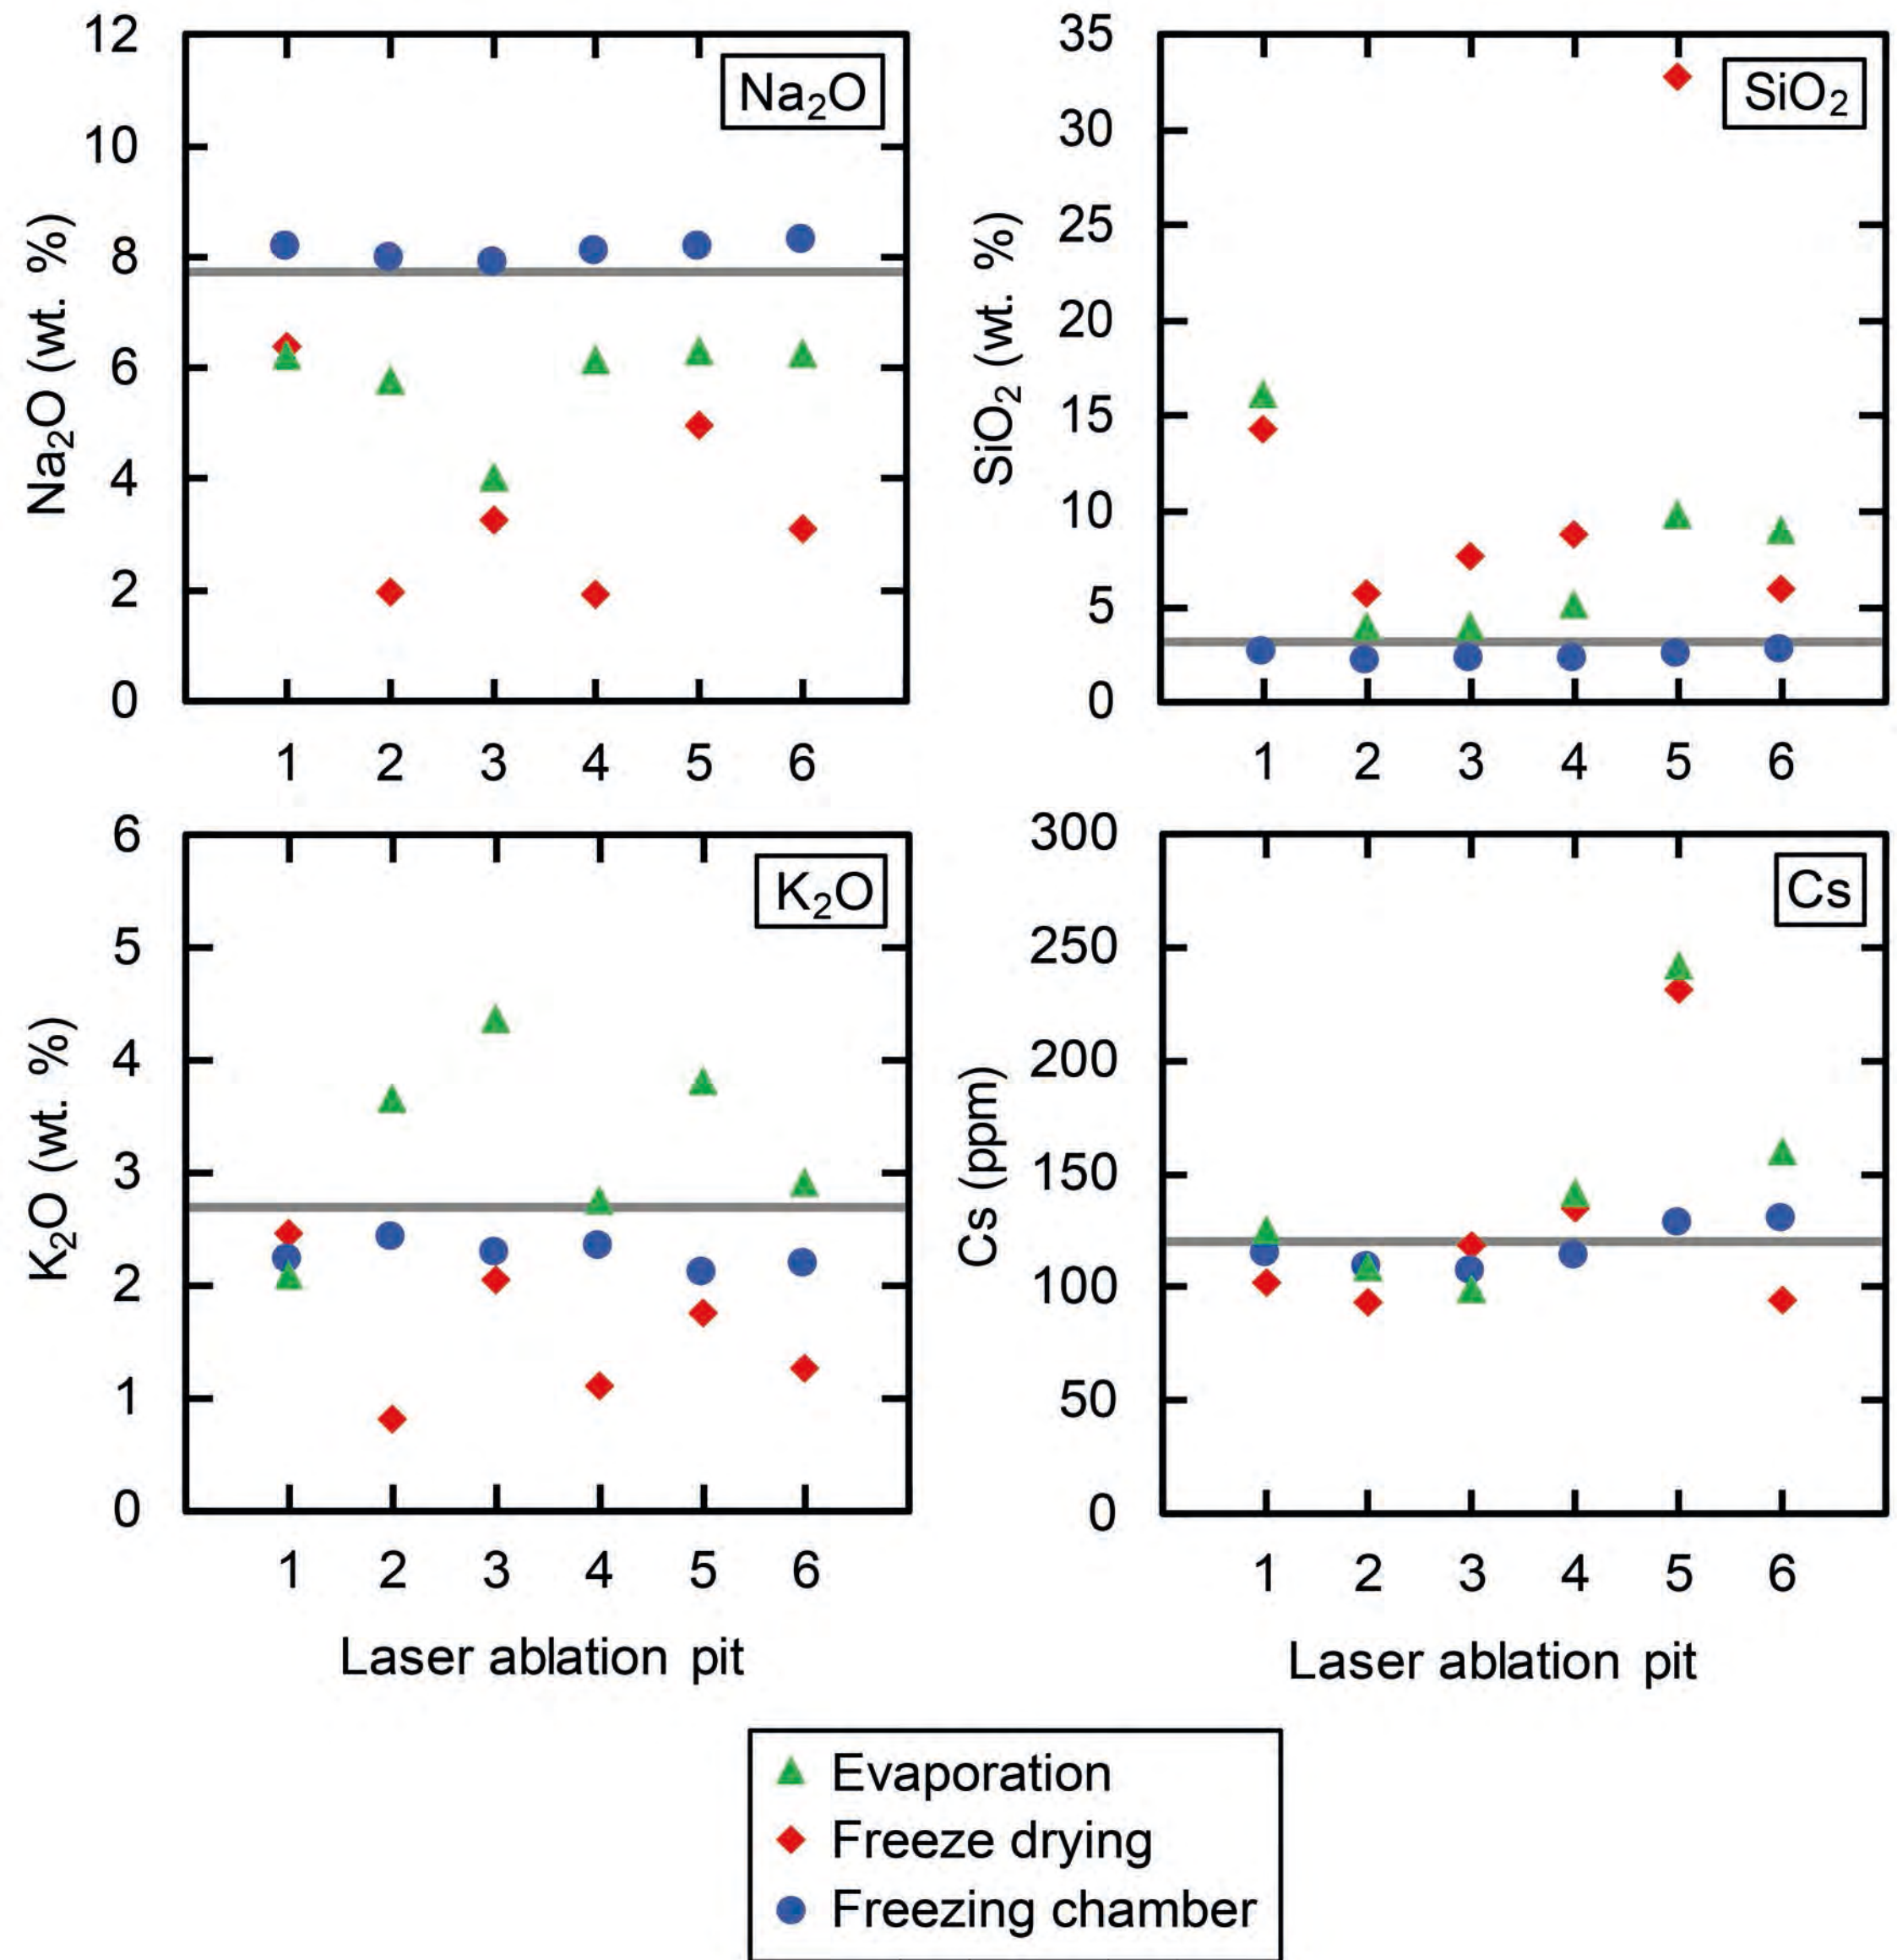 Na₂O (wt. %)
12
10
8
6
4
2
0
Na₂O
1 2 3 4 5 6
SiO₂ (wt. %)
35
30
25
20
15
10
5
0
SiO₂
1 2 3 4 5 6
K₂O (wt. %)
6
5
4
3
2
1
0
K₂O
1 2 3 4 5 6
Laser ablation pit
Cs (ppm)
300
250
200
150
100
50
0
Cs
1 2 3 4 5 6
Laser ablation pit
Evaporation
Freeze drying
Freezing chamber